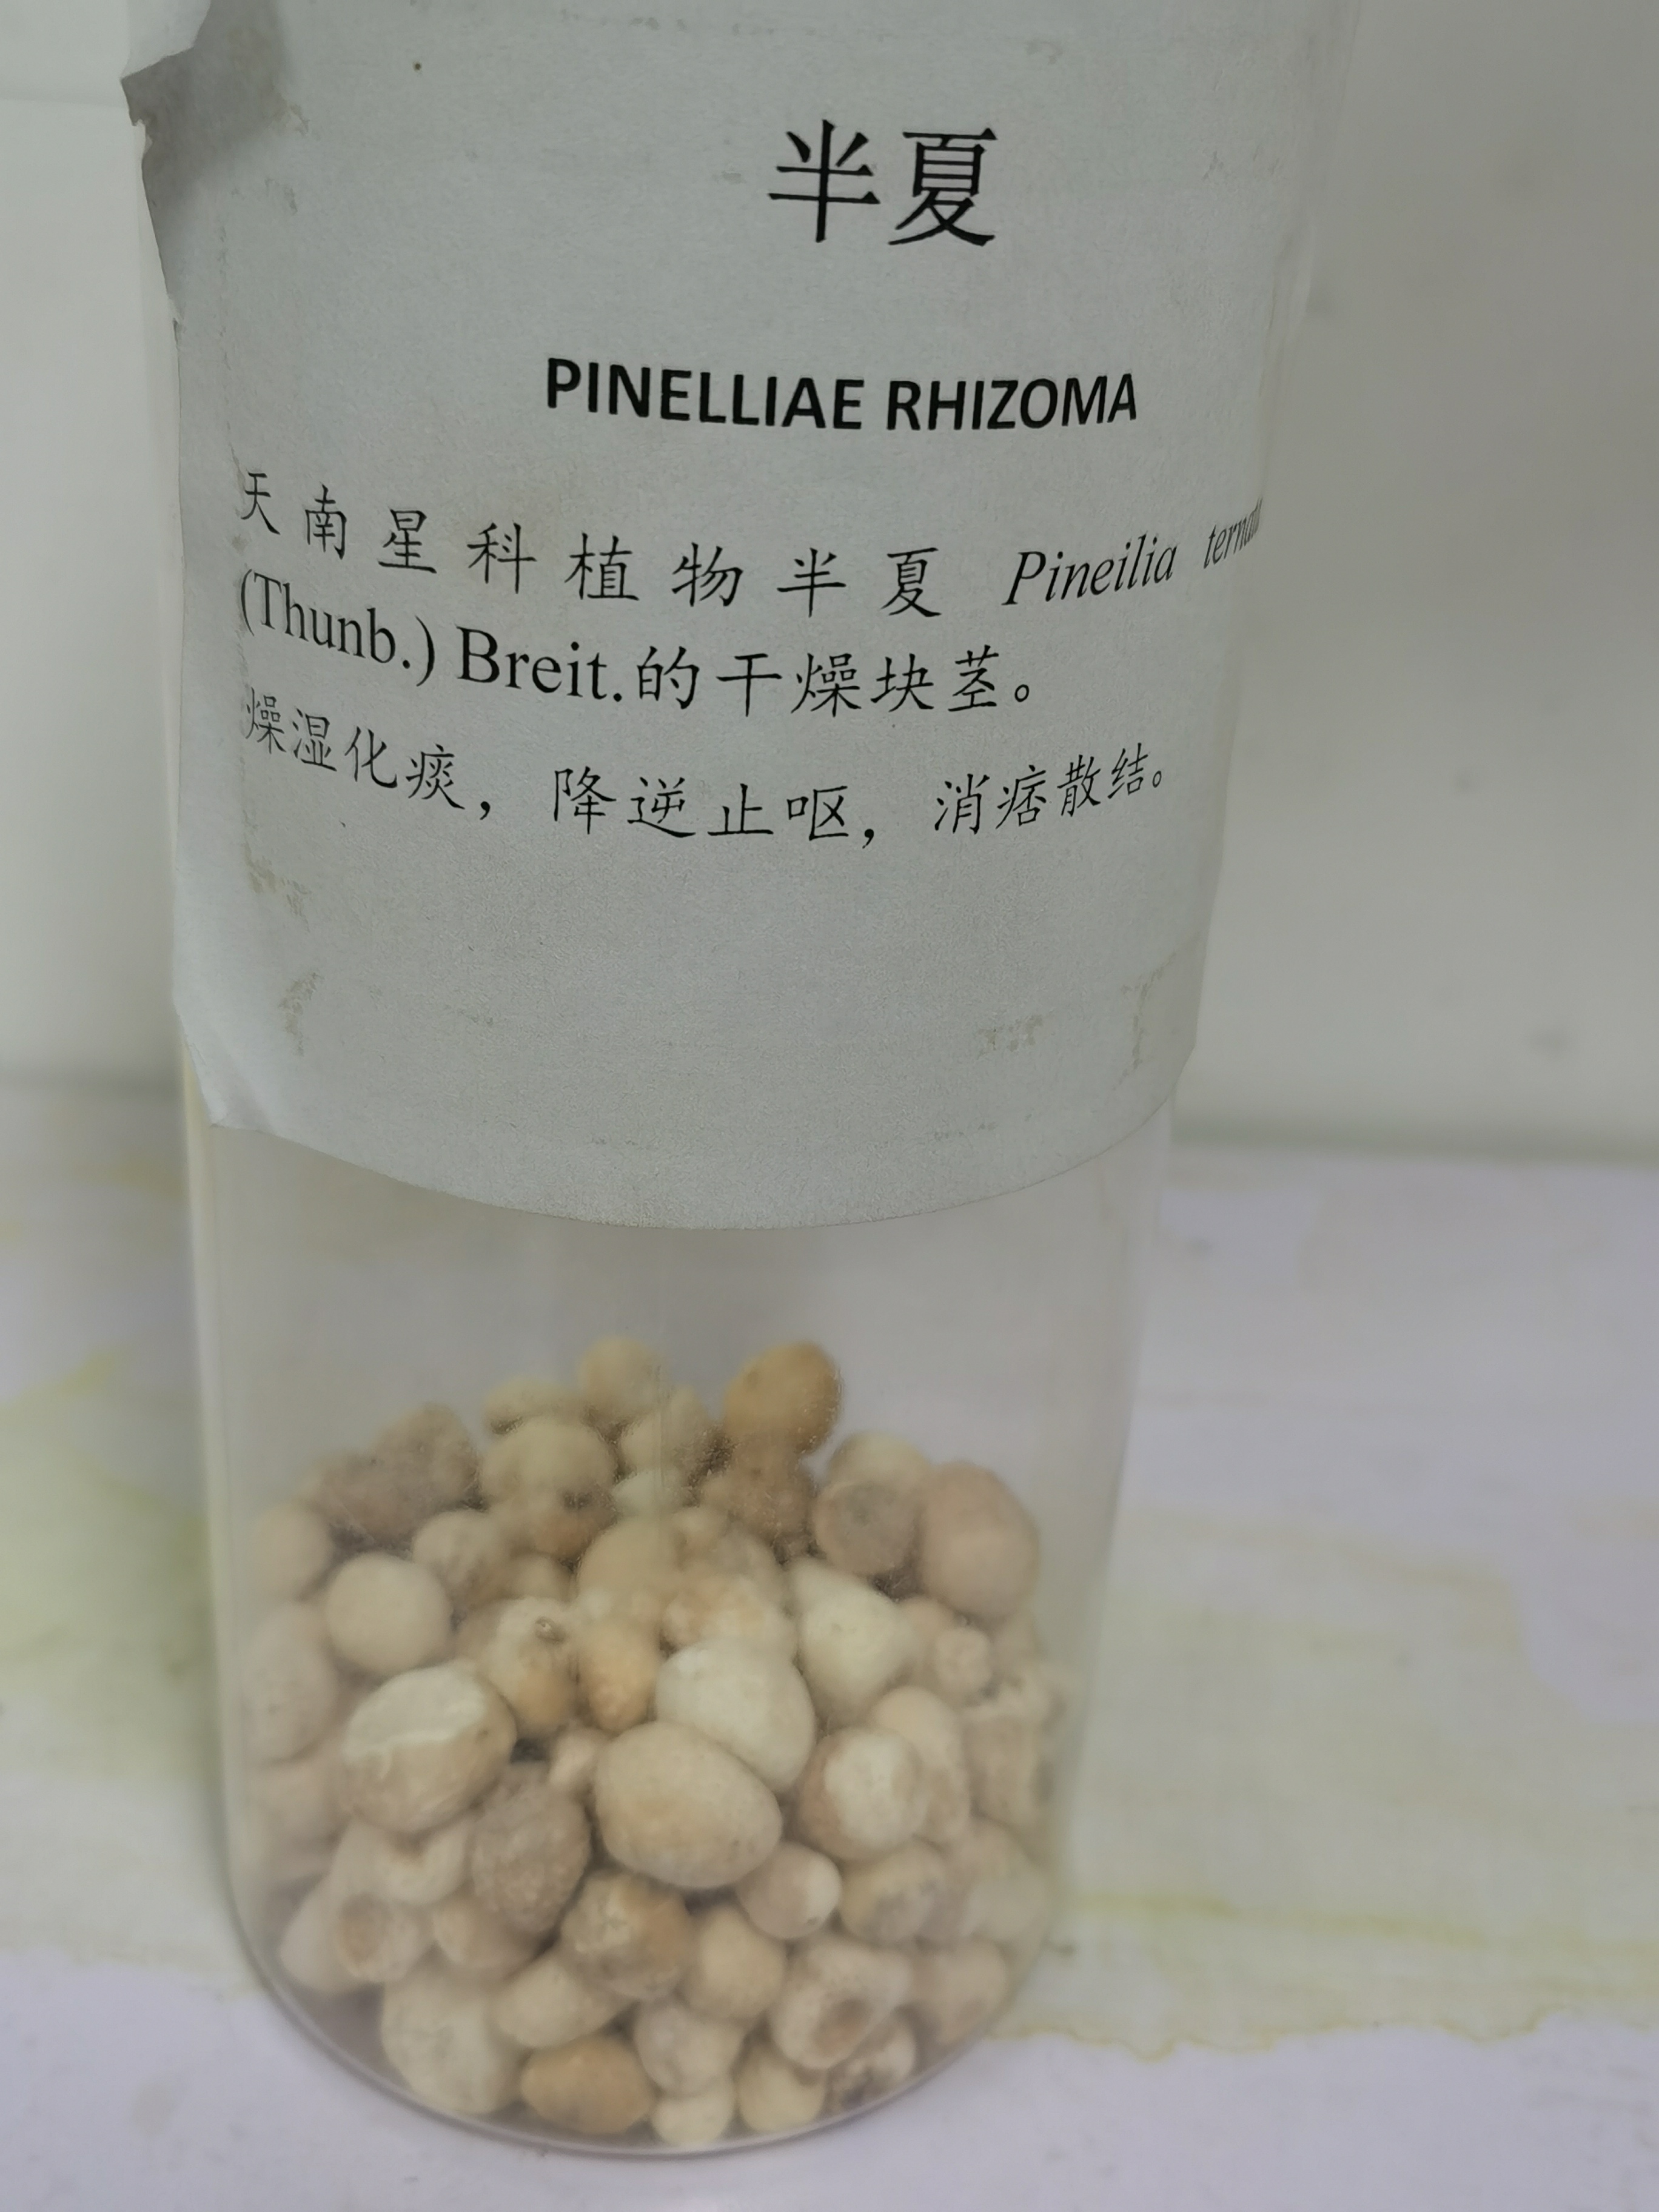 半夏
PINELLIAE RHIZOMA
天南星科植物半夏 Pineilia
(Thunb.) Breit.的干燥块茎。
燥湿化痰，降逆止呕，消痞散结。